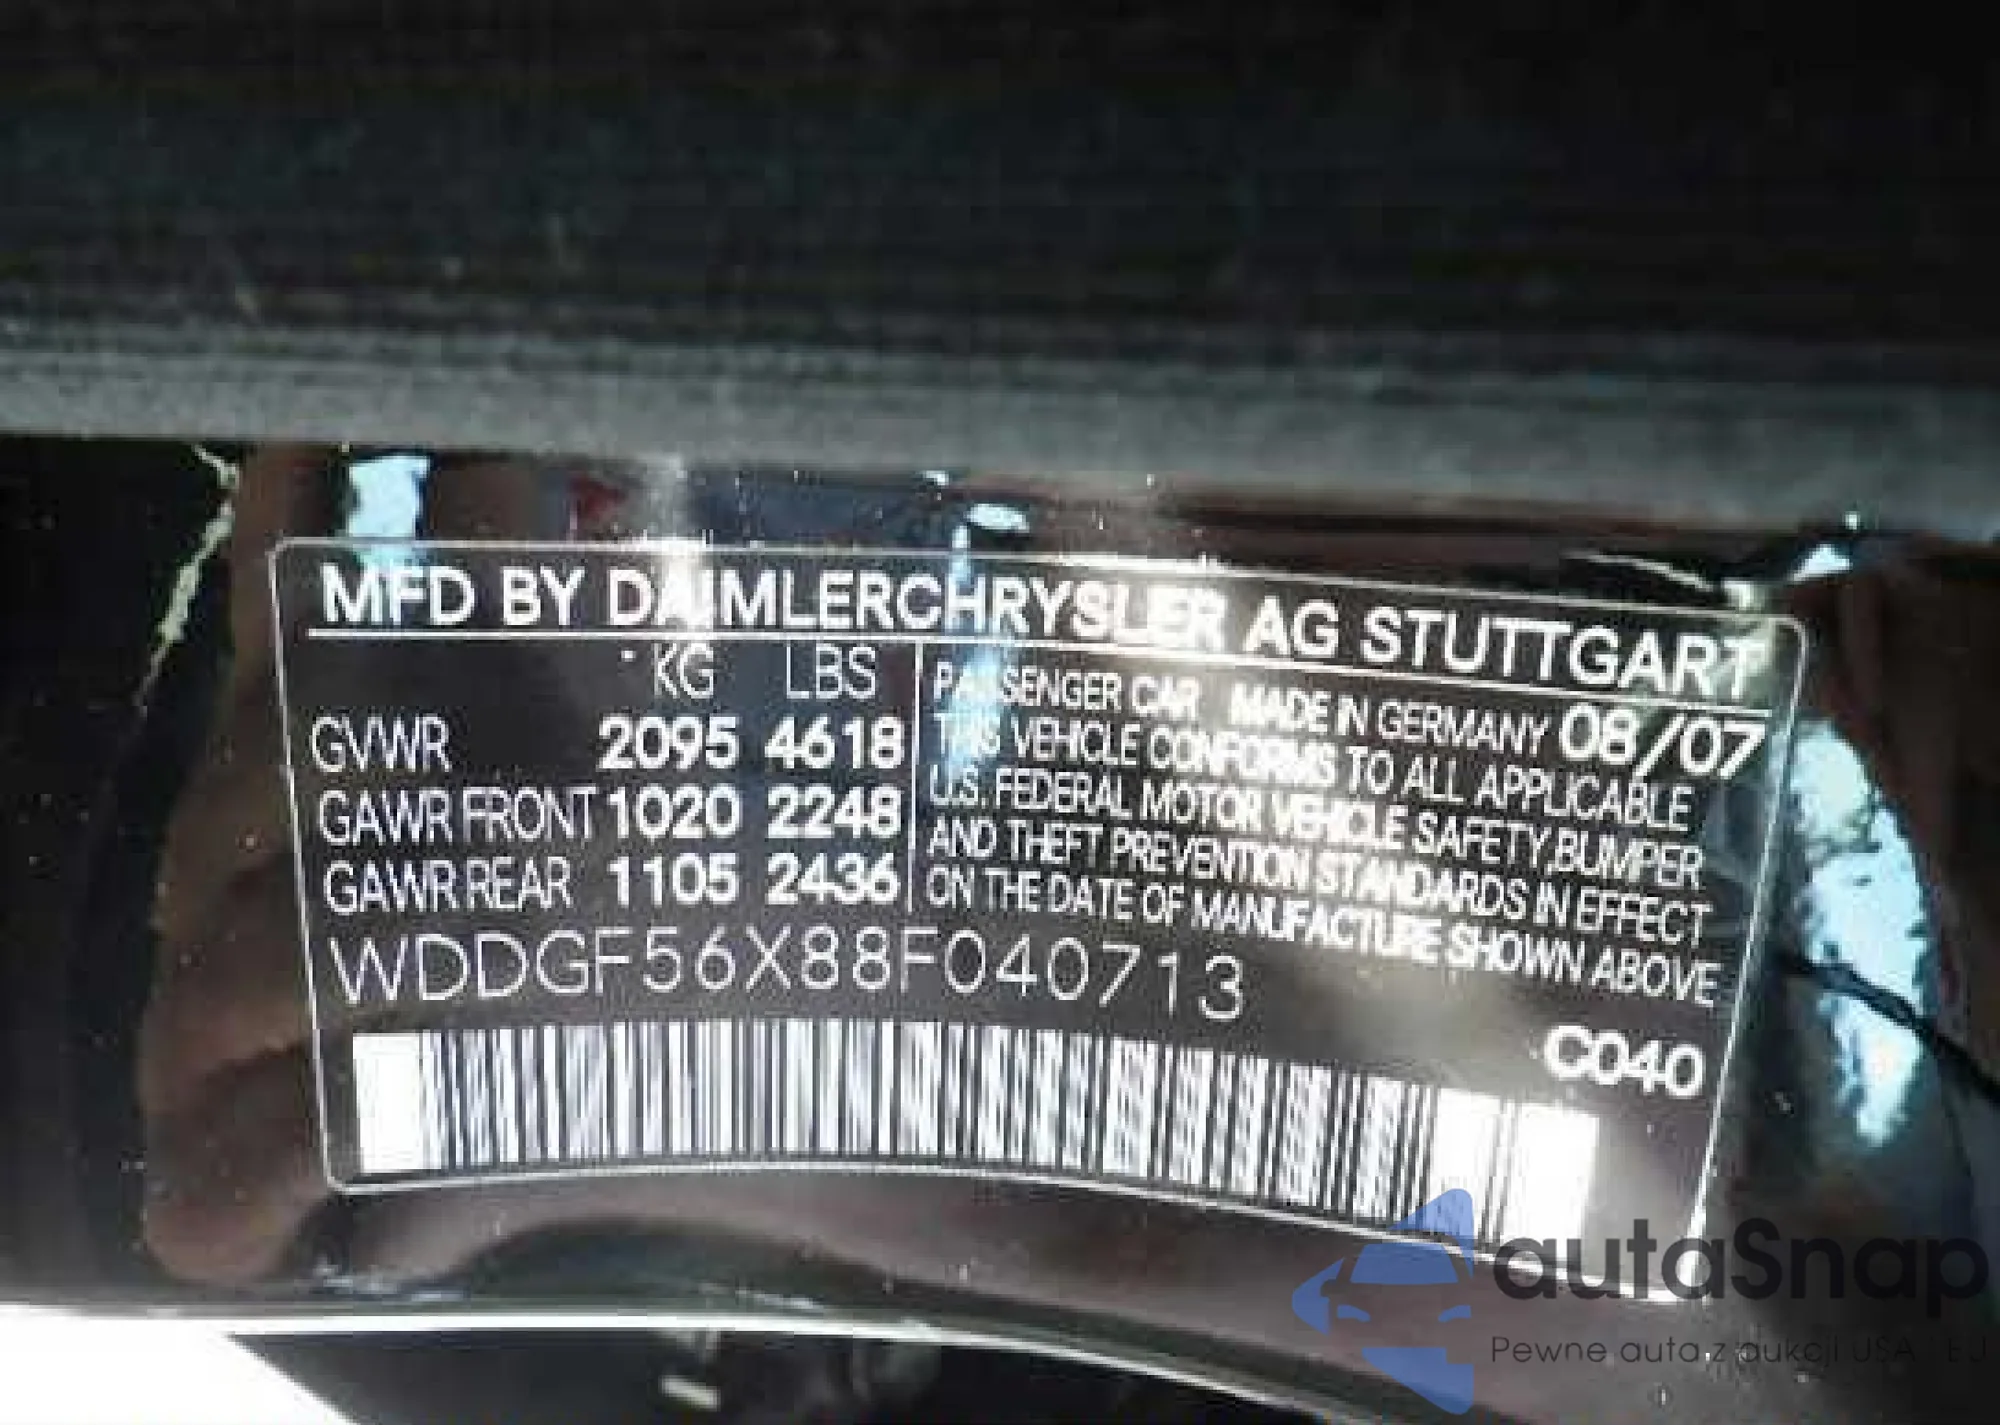 MFD BY DAIMLERCHRYSLER AG STUTTGART
KG LBS
GVWR 2095 4618
GAWR FRONT 1020 2248
GAWR REAR 1105 2436
PASSENGER CAR MADE IN GERMANY 08/07
THIS VEHICLE CONFORMS TO ALL APPLICABLE
U.S. FEDERAL MOTOR VEHICLE SAFETY,BUMPER
AND THEFT PREVENTION STANDARDS IN EFFECT
ON THE DATE OF MANUFACTURE SHOWN ABOVE
WDDGF56X88F040713
C040
autaSnap
Pewne auta z aukcji USA